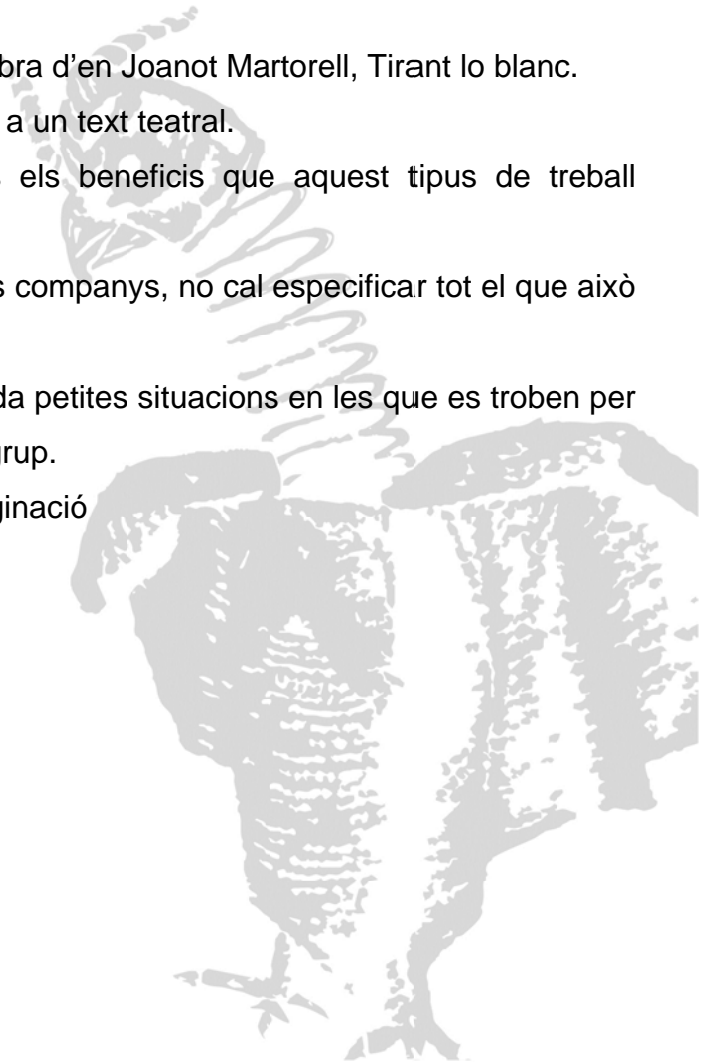 bra d’en Joanot Martorell, Tirant lo blanc.
a un text teatral.
els beneficis que aquest tipus de treball
s companys, no cal especificar tot el que això
da petites situacions en les que es troben per
grup.
ginació